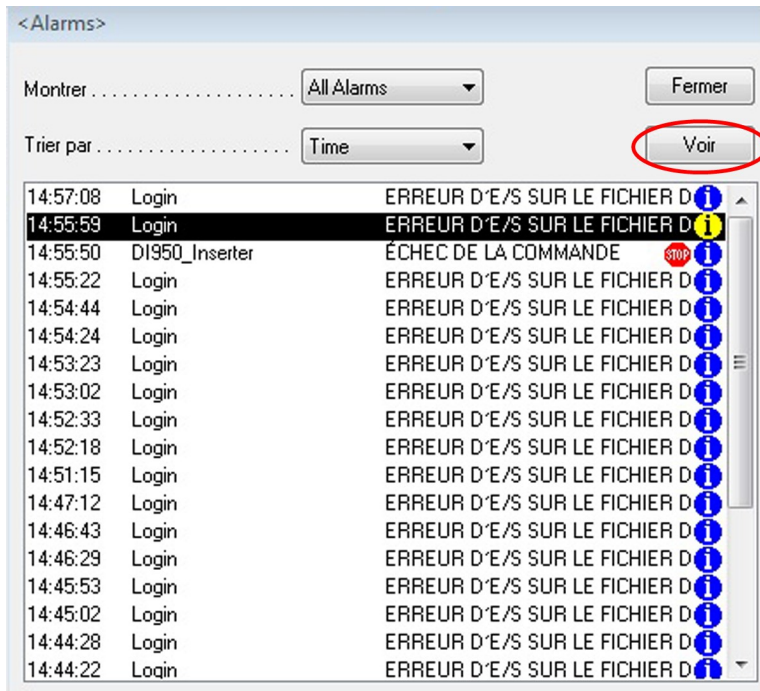 <Alarms>
Montrer . . . . . . . . . . . . . . . . . . . . All Alarms Fermer
Trier par . . . . . . . . . . . . . . . . . . . Time Voir
14:57:08 Login ERREUR D´E/S SUR LE FICHIER D
14:55:59 Login ERREUR D´E/S SUR LE FICHIER D
14:55:50 DI950_Inserter ÉCHEC DE LA COMMANDE STOP
14:55:22 Login ERREUR D´E/S SUR LE FICHIER D
14:54:44 Login ERREUR D´E/S SUR LE FICHIER D
14:54:24 Login ERREUR D´E/S SUR LE FICHIER D
14:53:23 Login ERREUR D´E/S SUR LE FICHIER D
14:53:02 Login ERREUR D´E/S SUR LE FICHIER D
14:52:33 Login ERREUR D´E/S SUR LE FICHIER D
14:52:18 Login ERREUR D´E/S SUR LE FICHIER D
14:51:15 Login ERREUR D´E/S SUR LE FICHIER D
14:47:12 Login ERREUR D´E/S SUR LE FICHIER D
14:46:43 Login ERREUR D´E/S SUR LE FICHIER D
14:46:29 Login ERREUR D´E/S SUR LE FICHIER D
14:45:53 Login ERREUR D´E/S SUR LE FICHIER D
14:45:02 Login ERREUR D´E/S SUR LE FICHIER D
14:44:28 Login ERREUR D´E/S SUR LE FICHIER D
14:44:22 Login ERREUR D´E/S SUR LE FICHIER D